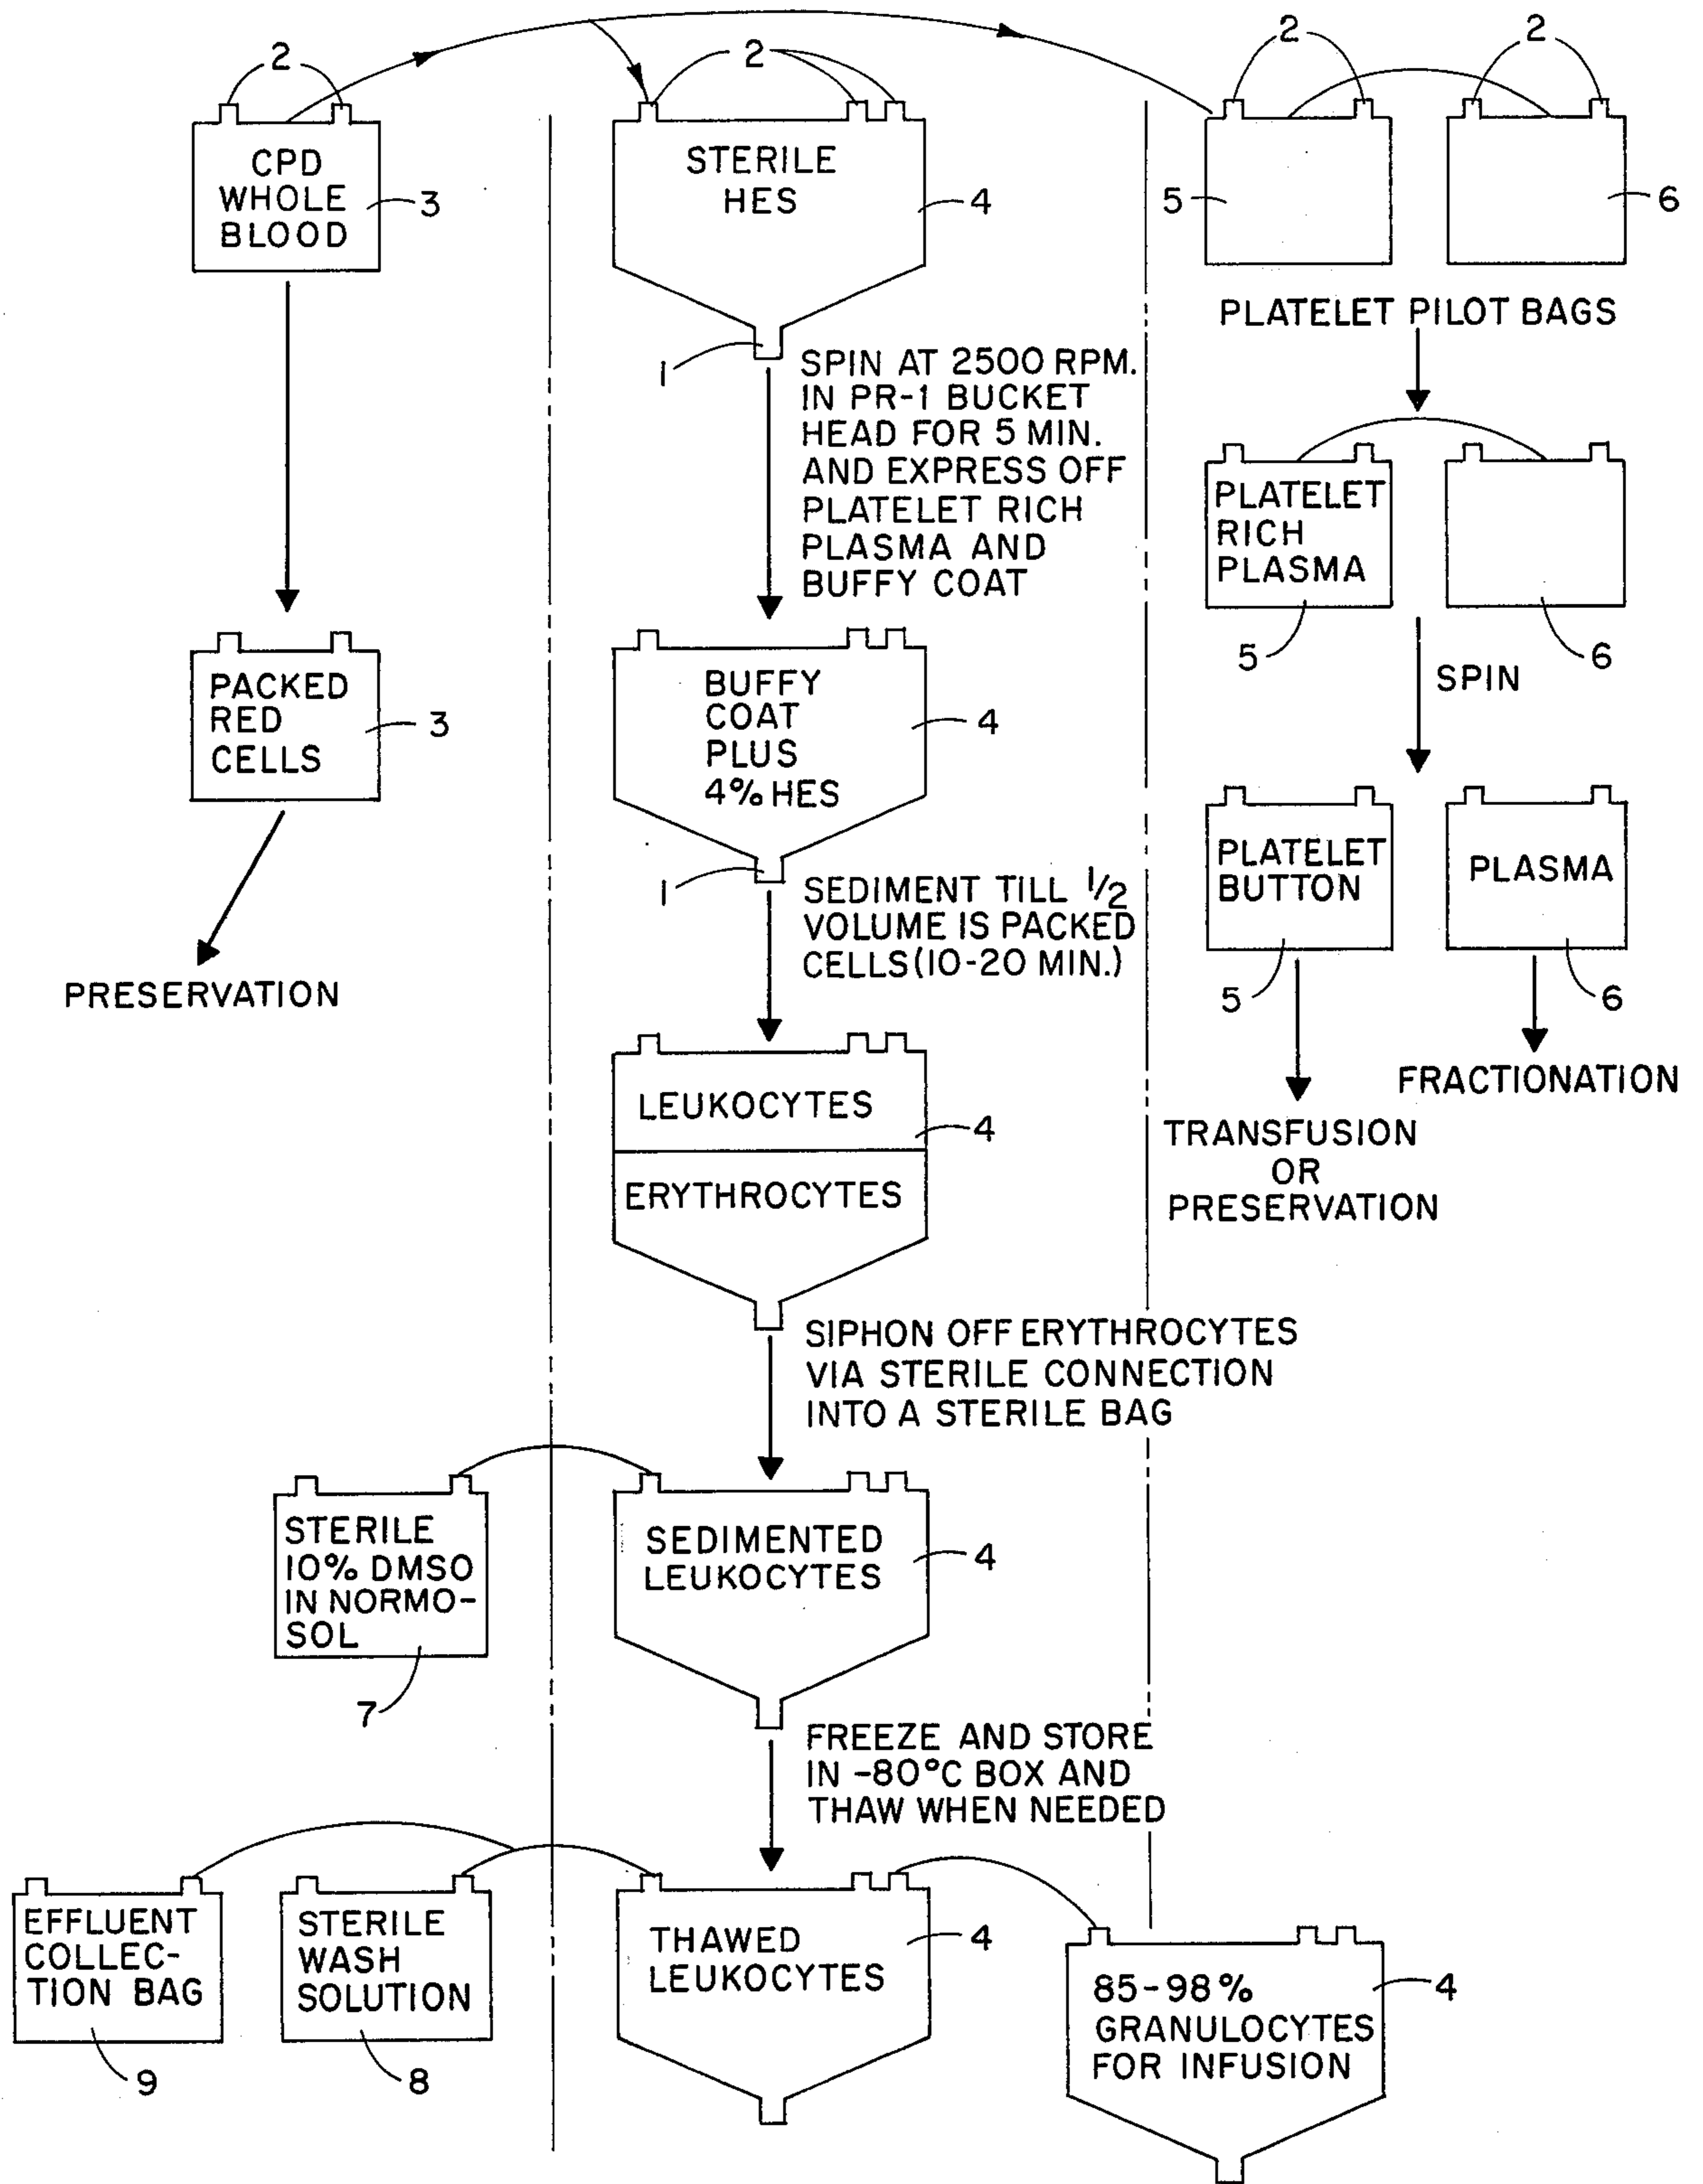 2
2
2
2
CPD
WHOLE
BLOOD
3
STERILE
HES
4
1
5
6
PLATELET PILOT BAGS
SPIN AT 2500 RPM.
IN PR-1 BUCKET
HEAD FOR 5 MIN.
AND EXPRESS OFF
PLATELET RICH
PLASMA AND
BUFFY COAT
PLATELET
RICH
PLASMA
5
6
SPIN
PACKED
RED
CELLS
3
PRESERVATION
BUFFY
COAT
PLUS
4% HES
4
1
SEDIMENT TILL 1/2
VOLUME IS PACKED
CELLS (10-20 MIN.)
PLATELET
BUTTON
5
PLASMA
6
FRACTIONATION
TRANSFUSION
OR
PRESERVATION
LEUKOCYTES
4
ERYTHROCYTES
SIPHON OFF ERYTHROCYTES
VIA STERILE CONNECTION
INTO A STERILE BAG
STERILE
10% DMSO
IN NORMO-
SOL
7
SEDIMENTED
LEUKOCYTES
4
FREEZE AND STORE
IN -80°C BOX AND
THAW WHEN NEEDED
EFFLUENT
COLLEC-
TION BAG
9
STERILE
WASH
SOLUTION
8
THAWED
LEUKOCYTES
4
85-98%
GRANULOCYTES
FOR INFUSION
4